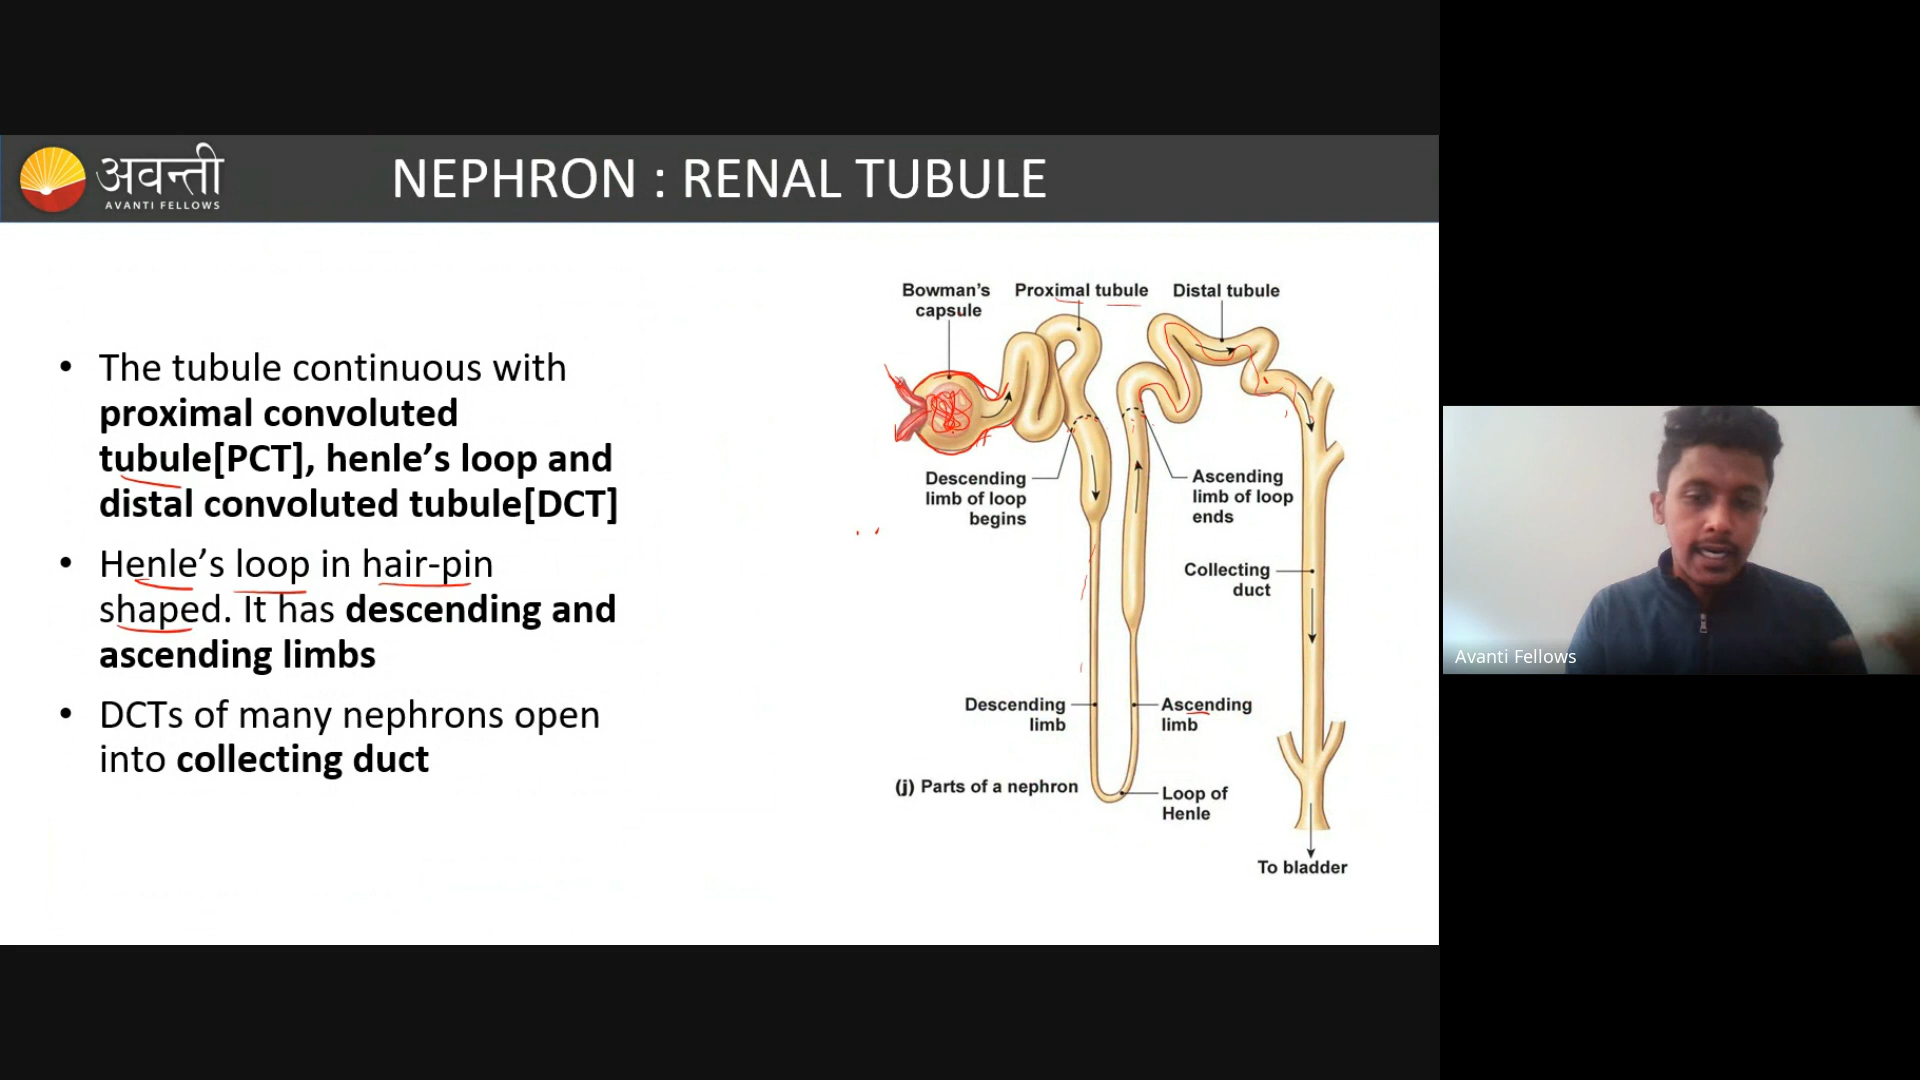 अवन्ती
AVANTI FELLOWS
NEPHRON : RENAL TUBULE
• The tubule continuous with
proximal convoluted
tubule[PCT], henle’s loop and
distal convoluted tubule[DCT]
• Henle’s loop in hair-pin
shaped. It has descending and
ascending limbs
• DCTs of many nephrons open
into collecting duct
Bowman’s
capsule
Proximal tubule
Distal tubule
Descending
limb of loop
begins
Ascending
limb of loop
ends
Collecting
duct
Descending
limb
Ascending
limb
(j) Parts of a nephron
Loop of
Henle
To bladder
Avanti Fellows